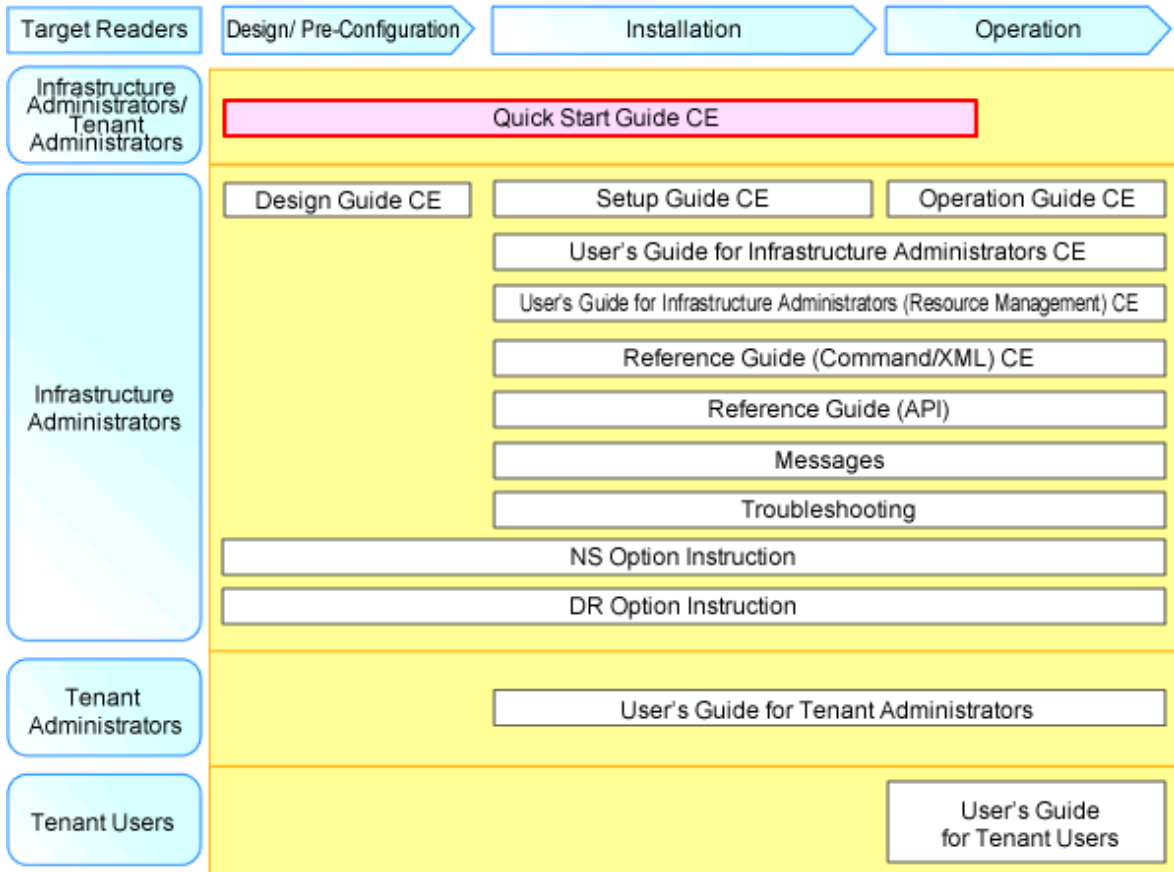 Target Readers
Design/ Pre-Configuration
Installation
Operation
Infrastructure
Administrators/
Tenant
Administrators
Quick Start Guide CE
Infrastructure
Administrators
Design Guide CE
Setup Guide CE
Operation Guide CE
User's Guide for Infrastructure Administrators CE
User's Guide for Infrastructure Administrators (Resource Management) CE
Reference Guide (Command/XML) CE
Reference Guide (API)
Messages
Troubleshooting
NS Option Instruction
DR Option Instruction
Tenant
Administrators
User's Guide for Tenant Administrators
Tenant Users
User's Guide
for Tenant Users